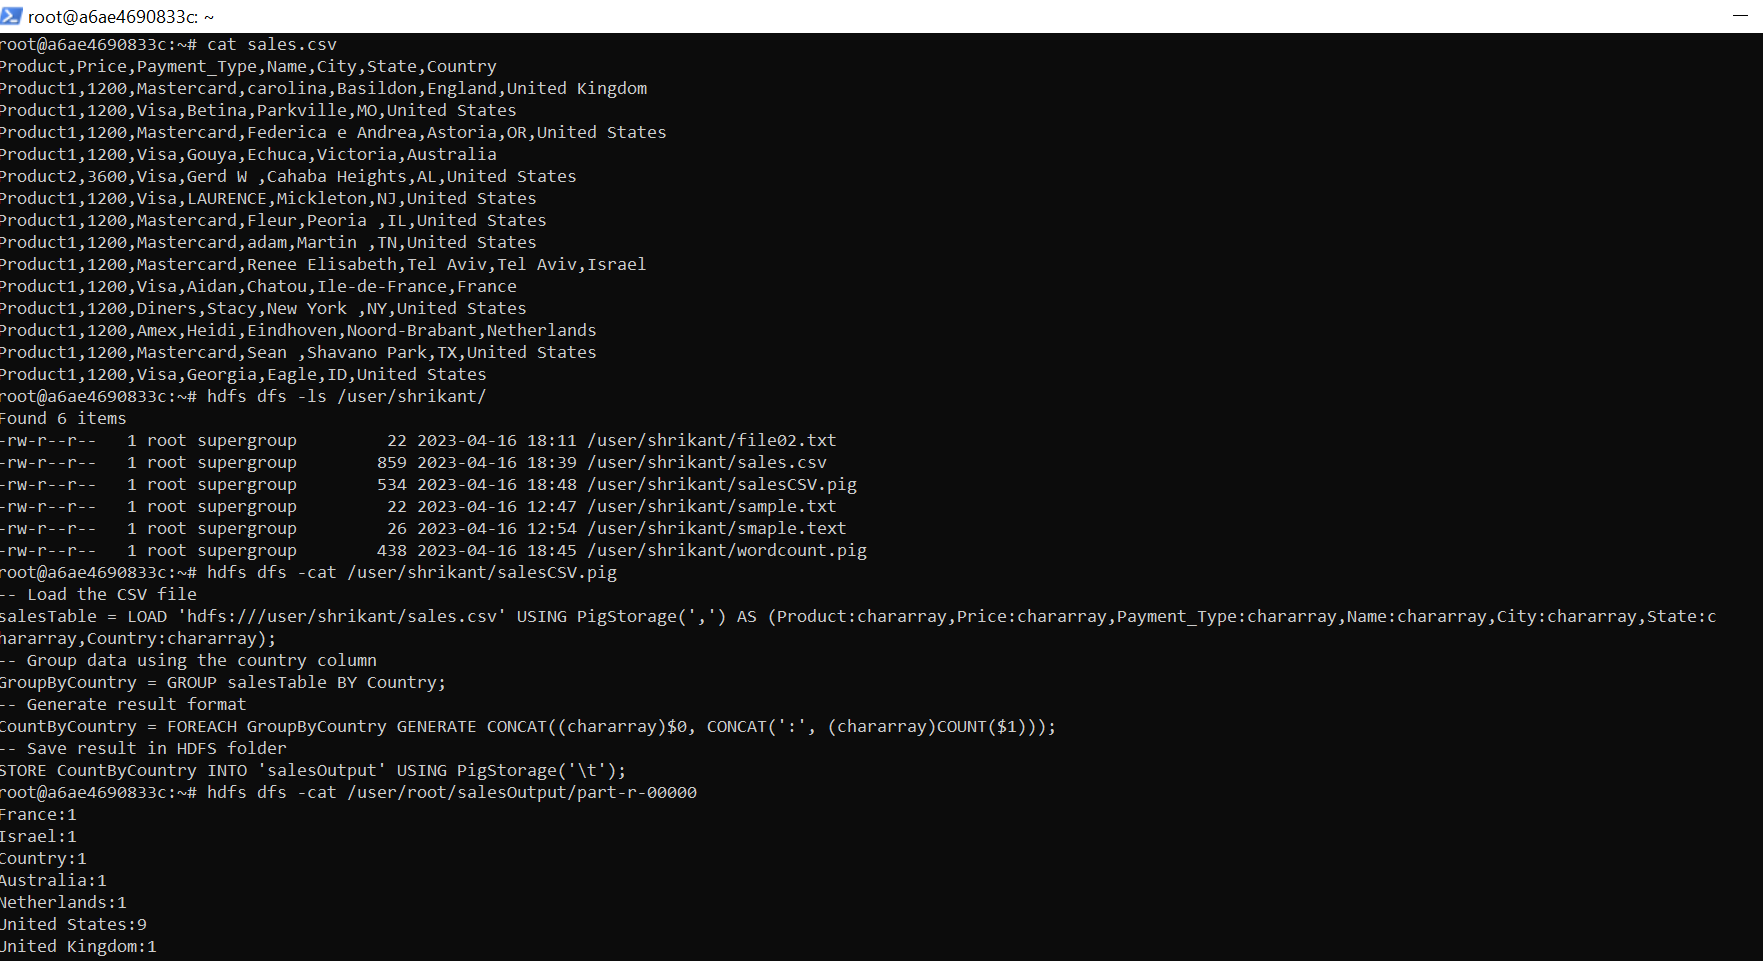 root@a6ae4690833c: ~
root@a6ae4690833c:~# cat sales.csv
Product,Price,Payment_Type,Name,City,State,Country
Product1,1200,Mastercard,carolina,Basildon,England,United Kingdom
Product1,1200,Visa,Betina,Parkville,MO,United States
Product1,1200,Mastercard,Federica e Andrea,Astoria,OR,United States
Product1,1200,Visa,Gouya,Echuca,Victoria,Australia
Product2,3600,Visa,Gerd W ,Cahaba Heights,AL,United States
Product1,1200,Visa,LAURENCE,Mickleton,NJ,United States
Product1,1200,Mastercard,Fleur,Peoria ,IL,United States
Product1,1200,Mastercard,adam,Martin ,TN,United States
Product1,1200,Mastercard,Renee Elisabeth,Tel Aviv,Tel Aviv,Israel
Product1,1200,Visa,Aidan,Chatou,Ile-de-France,France
Product1,1200,Diners,Stacy,New York ,NY,United States
Product1,1200,Amex,Heidi,Eindhoven,Noord-Brabant,Netherlands
Product1,1200,Mastercard,Sean ,Shavano Park,TX,United States
Product1,1200,Visa,Georgia,Eagle,ID,United States
root@a6ae4690833c:~# hdfs dfs -ls /user/shrikant/
Found 6 items
-rw-r--r--   1 root supergroup         22 2023-04-16 18:11 /user/shrikant/file02.txt
-rw-r--r--   1 root supergroup        859 2023-04-16 18:39 /user/shrikant/sales.csv
-rw-r--r--   1 root supergroup        534 2023-04-16 18:48 /user/shrikant/salesCSV.pig
-rw-r--r--   1 root supergroup         22 2023-04-16 12:47 /user/shrikant/sample.txt
-rw-r--r--   1 root supergroup         26 2023-04-16 12:54 /user/shrikant/smaple.text
-rw-r--r--   1 root supergroup        438 2023-04-16 18:45 /user/shrikant/wordcount.pig
root@a6ae4690833c:~# hdfs dfs -cat /user/shrikant/salesCSV.pig
-- Load the CSV file
salesTable = LOAD 'hdfs:///user/shrikant/sales.csv' USING PigStorage(',') AS (Product:chararray,Price:chararray,Payment_Type:chararray,Name:chararray,City:chararray,State:c
hararray,Country:chararray);
-- Group data using the country column
GroupByCountry = GROUP salesTable BY Country;
-- Generate result format
CountByCountry = FOREACH GroupByCountry GENERATE CONCAT((chararray)$0, CONCAT(':', (chararray)COUNT($1)));
-- Save result in HDFS folder
STORE CountByCountry INTO 'salesOutput' USING PigStorage('\t');
root@a6ae4690833c:~# hdfs dfs -cat /user/root/salesOutput/part-r-00000
France:1
Israel:1
Country:1
Australia:1
Netherlands:1
United States:9
United Kingdom:1